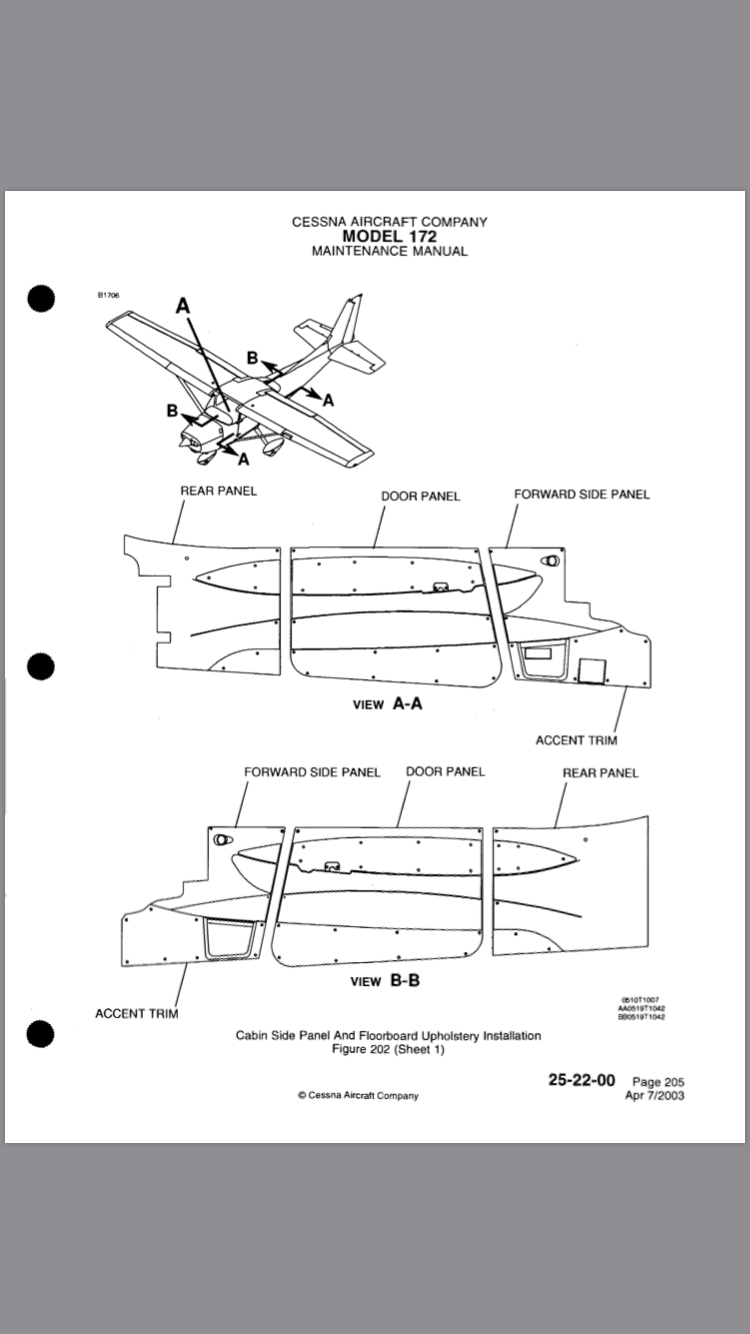 CESSNA AIRCRAFT COMPANY
MODEL 172
MAINTENANCE MANUAL
B1706
A
B
A
B
A
REAR PANEL
DOOR PANEL
FORWARD SIDE PANEL
VIEW A-A
ACCENT TRIM
FORWARD SIDE PANEL
DOOR PANEL
REAR PANEL
VIEW B-B
ACCENT TRIM
0510T1007
AA0519T1042
BB0519T1042
Cabin Side Panel And Floorboard Upholstery Installation
Figure 202 (Sheet 1)
25-22-00 Page 205
Apr 7/2003
© Cessna Aircraft Company